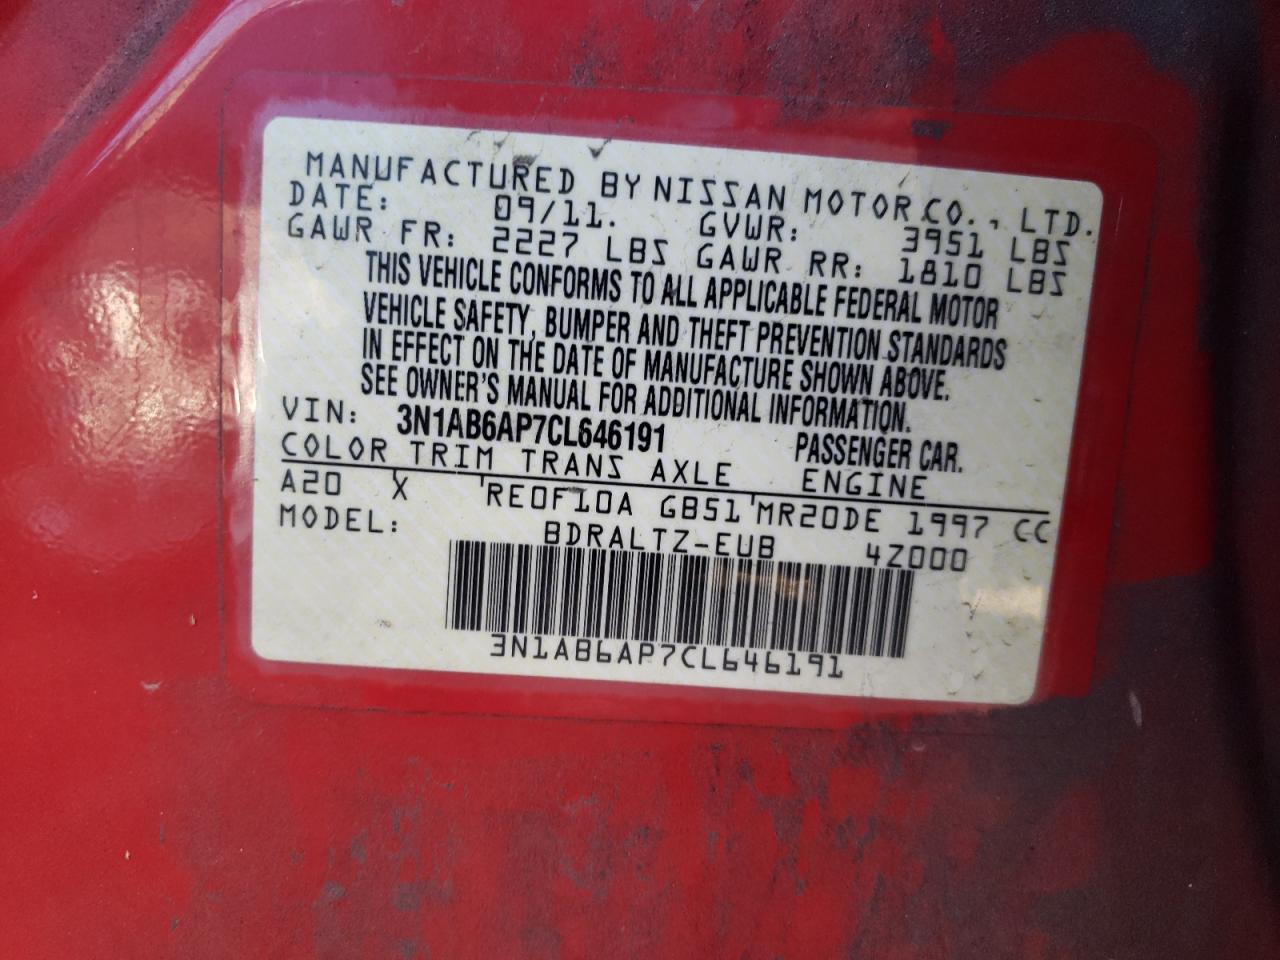 MANUFACTURED BY NISSAN MOTOR CO., LTD.
DATE: 09/11. GVWR: 3951 LBS
GAWR FR: 2227 LBS GAWR RR: 1810 LBS
THIS VEHICLE CONFORMS TO ALL APPLICABLE FEDERAL MOTOR
VEHICLE SAFETY, BUMPER AND THEFT PREVENTION STANDARDS
IN EFFECT ON THE DATE OF MANUFACTURE SHOWN ABOVE.
SEE OWNER'S MANUAL FOR ADDITIONAL INFORMATION.
VIN: 3N1AB6AP7CL646191 PASSENGER CAR.
COLOR TRIM TRANS AXLE ENGINE
A20 X RE0F10A GB51 MR20DE 1997 CC
MODEL: BDRALTZ-EUB 4Z000
3N1AB6AP7CL646191